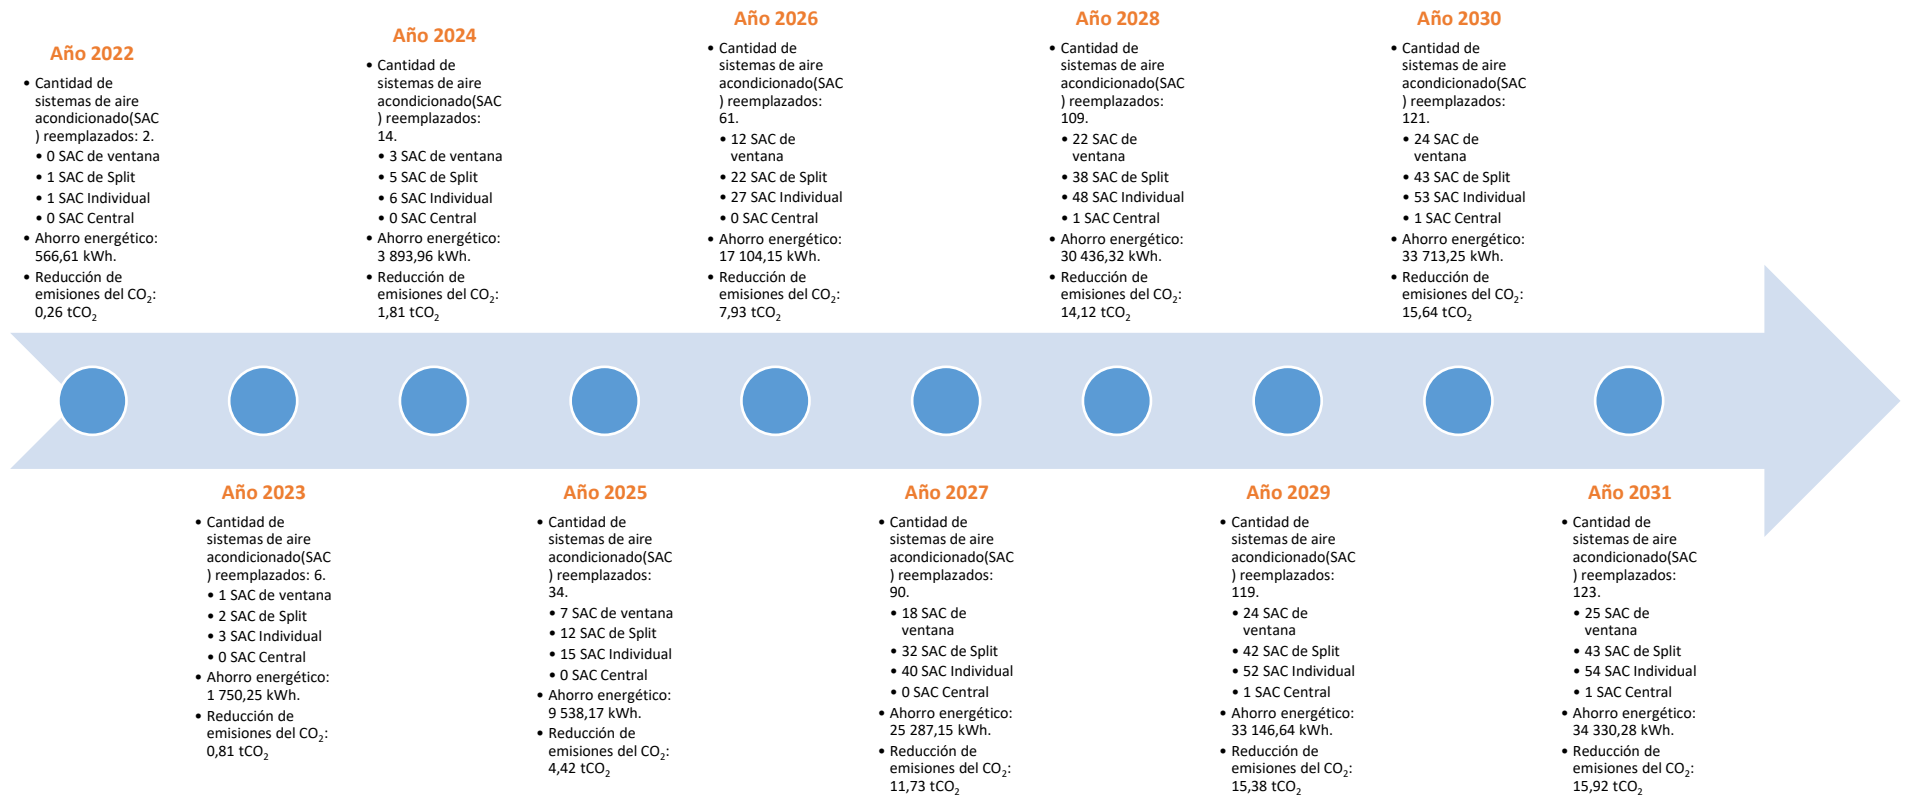 Año 2022
• Cantidad de
sistemas de aire
acondicionado(SAC
) reemplazados: 2.
• 0 SAC de ventana
• 1 SAC de Split
• 1 SAC Individual
• 0 SAC Central
• Ahorro energético:
566,61 kWh.
• Reducción de
emisiones del CO₂:
0,26 tCO₂
Año 2023
• Cantidad de
sistemas de aire
acondicionado(SAC
) reemplazados: 6.
• 1 SAC de ventana
• 2 SAC de Split
• 3 SAC Individual
• 0 SAC Central
• Ahorro energético:
1 750,25 kWh.
• Reducción de
emisiones del CO₂:
0,81 tCO₂
Año 2024
• Cantidad de
sistemas de aire
acondicionado(SAC
) reemplazados:
14.
• 3 SAC de ventana
• 5 SAC de Split
• 6 SAC Individual
• 0 SAC Central
• Ahorro energético:
3 893,96 kWh.
• Reducción de
emisiones del CO₂:
1,81 tCO₂
Año 2025
• Cantidad de
sistemas de aire
acondicionado(SAC
) reemplazados:
34.
• 7 SAC de ventana
• 12 SAC de Split
• 15 SAC Individual
• 0 SAC Central
• Ahorro energético:
9 538,17 kWh.
• Reducción de
emisiones del CO₂:
4,42 tCO₂
Año 2026
• Cantidad de
sistemas de aire
acondicionado(SAC
) reemplazados:
61.
• 12 SAC de
ventana
• 22 SAC de Split
• 27 SAC Individual
• 0 SAC Central
• Ahorro energético:
17 104,15 kWh.
• Reducción de
emisiones del CO₂:
7,93 tCO₂
Año 2027
• Cantidad de
sistemas de aire
acondicionado(SAC
) reemplazados:
90.
• 18 SAC de
ventana
• 32 SAC de Split
• 40 SAC Individual
• 0 SAC Central
• Ahorro energético:
25 287,15 kWh.
• Reducción de
emisiones del CO₂:
11,73 tCO₂
Año 2028
• Cantidad de
sistemas de aire
acondicionado(SAC
) reemplazados:
109.
• 22 SAC de
ventana
• 38 SAC de Split
• 48 SAC Individual
• 1 SAC Central
• Ahorro energético:
30 436,32 kWh.
• Reducción de
emisiones del CO₂:
14,12 tCO₂
Año 2029
• Cantidad de
sistemas de aire
acondicionado(SAC
) reemplazados:
119.
• 24 SAC de
ventana
• 42 SAC de Split
• 52 SAC Individual
• 1 SAC Central
• Ahorro energético:
33 146,64 kWh.
• Reducción de
emisiones del CO₂:
15,38 tCO₂
Año 2030
• Cantidad de
sistemas de aire
acondicionado(SAC
) reemplazados:
121.
• 24 SAC de
ventana
• 43 SAC de Split
• 53 SAC Individual
• 1 SAC Central
• Ahorro energético:
33 713,25 kWh.
• Reducción de
emisiones del CO₂:
15,64 tCO₂
Año 2031
• Cantidad de
sistemas de aire
acondicionado(SAC
) reemplazados:
123.
• 25 SAC de
ventana
• 43 SAC de Split
• 54 SAC Individual
• 1 SAC Central
• Ahorro energético:
34 330,28 kWh.
• Reducción de
emisiones del CO₂:
15,92 tCO₂